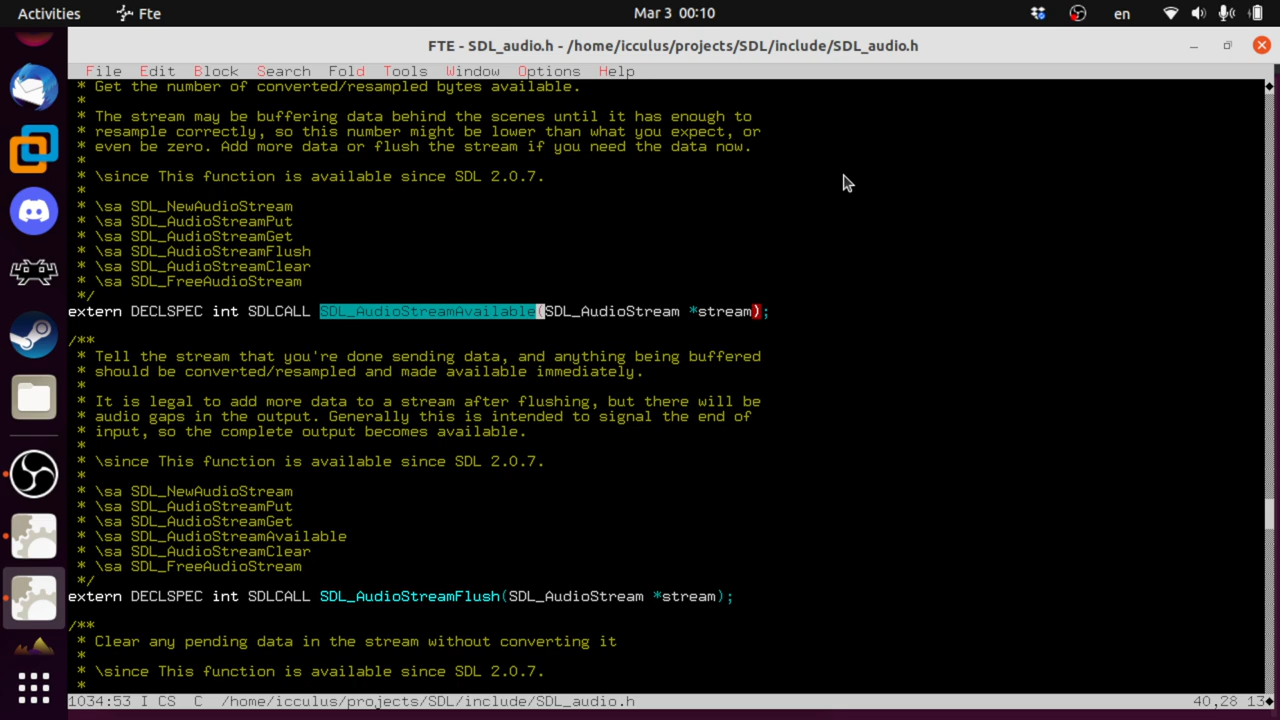 Activities
Fte
Mar 3 00:10
en
FTE - SDL_audio.h - /home/icculus/projects/SDL/include/SDL_audio.h
File Edit Block Search Fold Tools Window Options Help
* Get the number of converted/resampled bytes available.
*
* The stream may be buffering data behind the scenes until it has enough to
* resample correctly, so this number might be lower than what you expect, or
* even be zero. Add more data or flush the stream if you need the data now.
*
* \since This function is available since SDL 2.0.7.
*
* \sa SDL_NewAudioStream
* \sa SDL_AudioStreamPut
* \sa SDL_AudioStreamGet
* \sa SDL_AudioStreamFlush
* \sa SDL_AudioStreamClear
* \sa SDL_FreeAudioStream
*/
extern DECLSPEC int SDLCALL SDL_AudioStreamAvailable(SDL_AudioStream *stream);
/**
* Tell the stream that you're done sending data, and anything being buffered
* should be converted/resampled and made available immediately.
*
* It is legal to add more data to a stream after flushing, but there will be
* audio gaps in the output. Generally this is intended to signal the end of
* input, so the complete output becomes available.
*
* \since This function is available since SDL 2.0.7.
*
* \sa SDL_NewAudioStream
* \sa SDL_AudioStreamPut
* \sa SDL_AudioStreamGet
* \sa SDL_AudioStreamAvailable
* \sa SDL_AudioStreamClear
* \sa SDL_FreeAudioStream
*/
extern DECLSPEC int SDLCALL SDL_AudioStreamFlush(SDL_AudioStream *stream);
/**
* Clear any pending data in the stream without converting it
*
* \since This function is available since SDL 2.0.7.
*
1034:53 I CS C /home/icculus/projects/SDL/include/SDL_audio.h 40,28 13